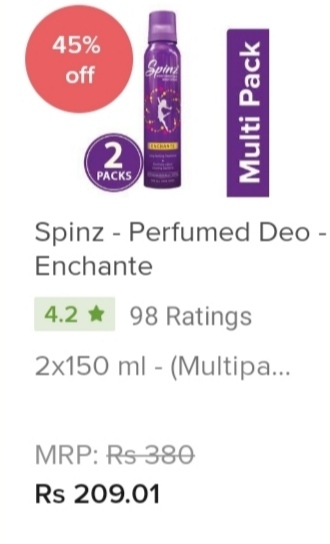 45%
off
Spinz
ENCHANTE
2
PACKS
Multi Pack
Spinz - Perfumed Deo -
Enchante
4.2 ★ 98 Ratings
2x150 ml - (Multipa...
MRP: Rs 380
Rs 209.01